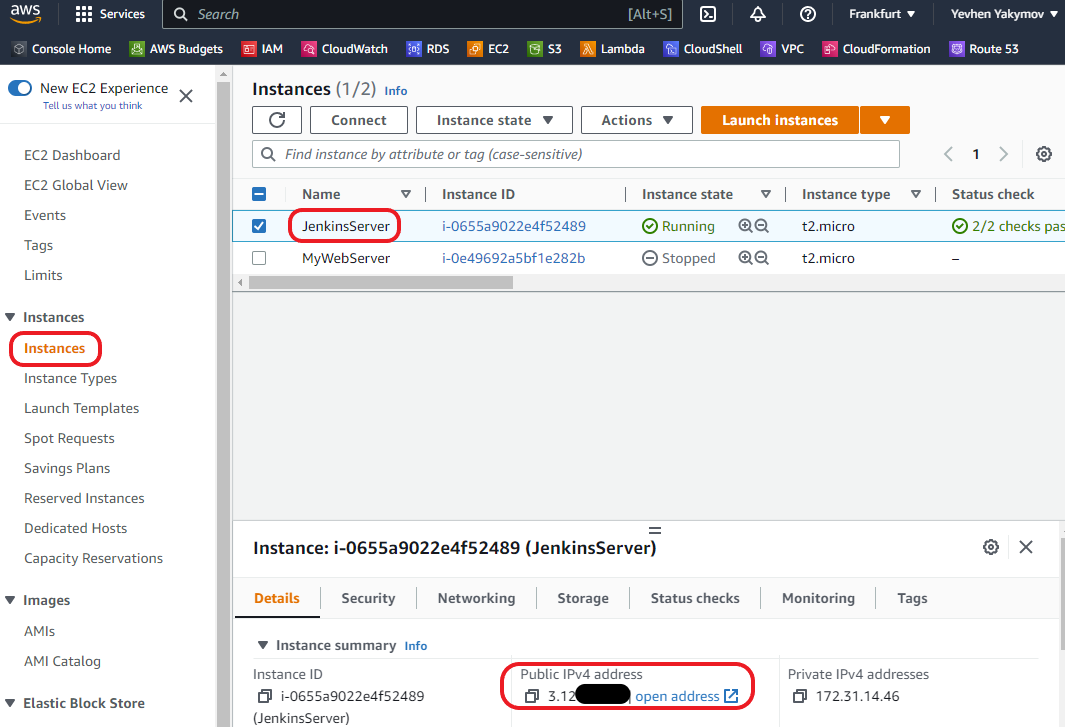 aws Services Search [Alt+S] Frankfurt Yevhen Yakymov
Console Home AWS Budgets IAM CloudWatch RDS EC2 S3 Lambda CloudShell VPC CloudFormation Route 53
New EC2 Experience
Tell us what you think
EC2 Dashboard
EC2 Global View
Events
Tags
Limits
Instances
Instances
Instance Types
Launch Templates
Spot Requests
Savings Plans
Reserved Instances
Dedicated Hosts
Capacity Reservations
Images
AMIs
AMI Catalog
Elastic Block Store
Instances (1/2) Info
Connect Instance state Actions Launch instances
Find instance by attribute or tag (case-sensitive) 1
Name Instance ID Instance state Instance type Status check
JenkinsServer i-0655a9022e4f52489 Running t2.micro 2/2 checks pas
MyWebServer i-0e49692a5bf1e282b Stopped t2.micro –
Instance: i-0655a9022e4f52489 (JenkinsServer)
Details Security Networking Storage Status checks Monitoring Tags
Instance summary Info
Instance ID Public IPv4 address Private IPv4 addresses
i-0655a9022e4f52489 3.12 | open address 172.31.14.46
(JenkinsServer)